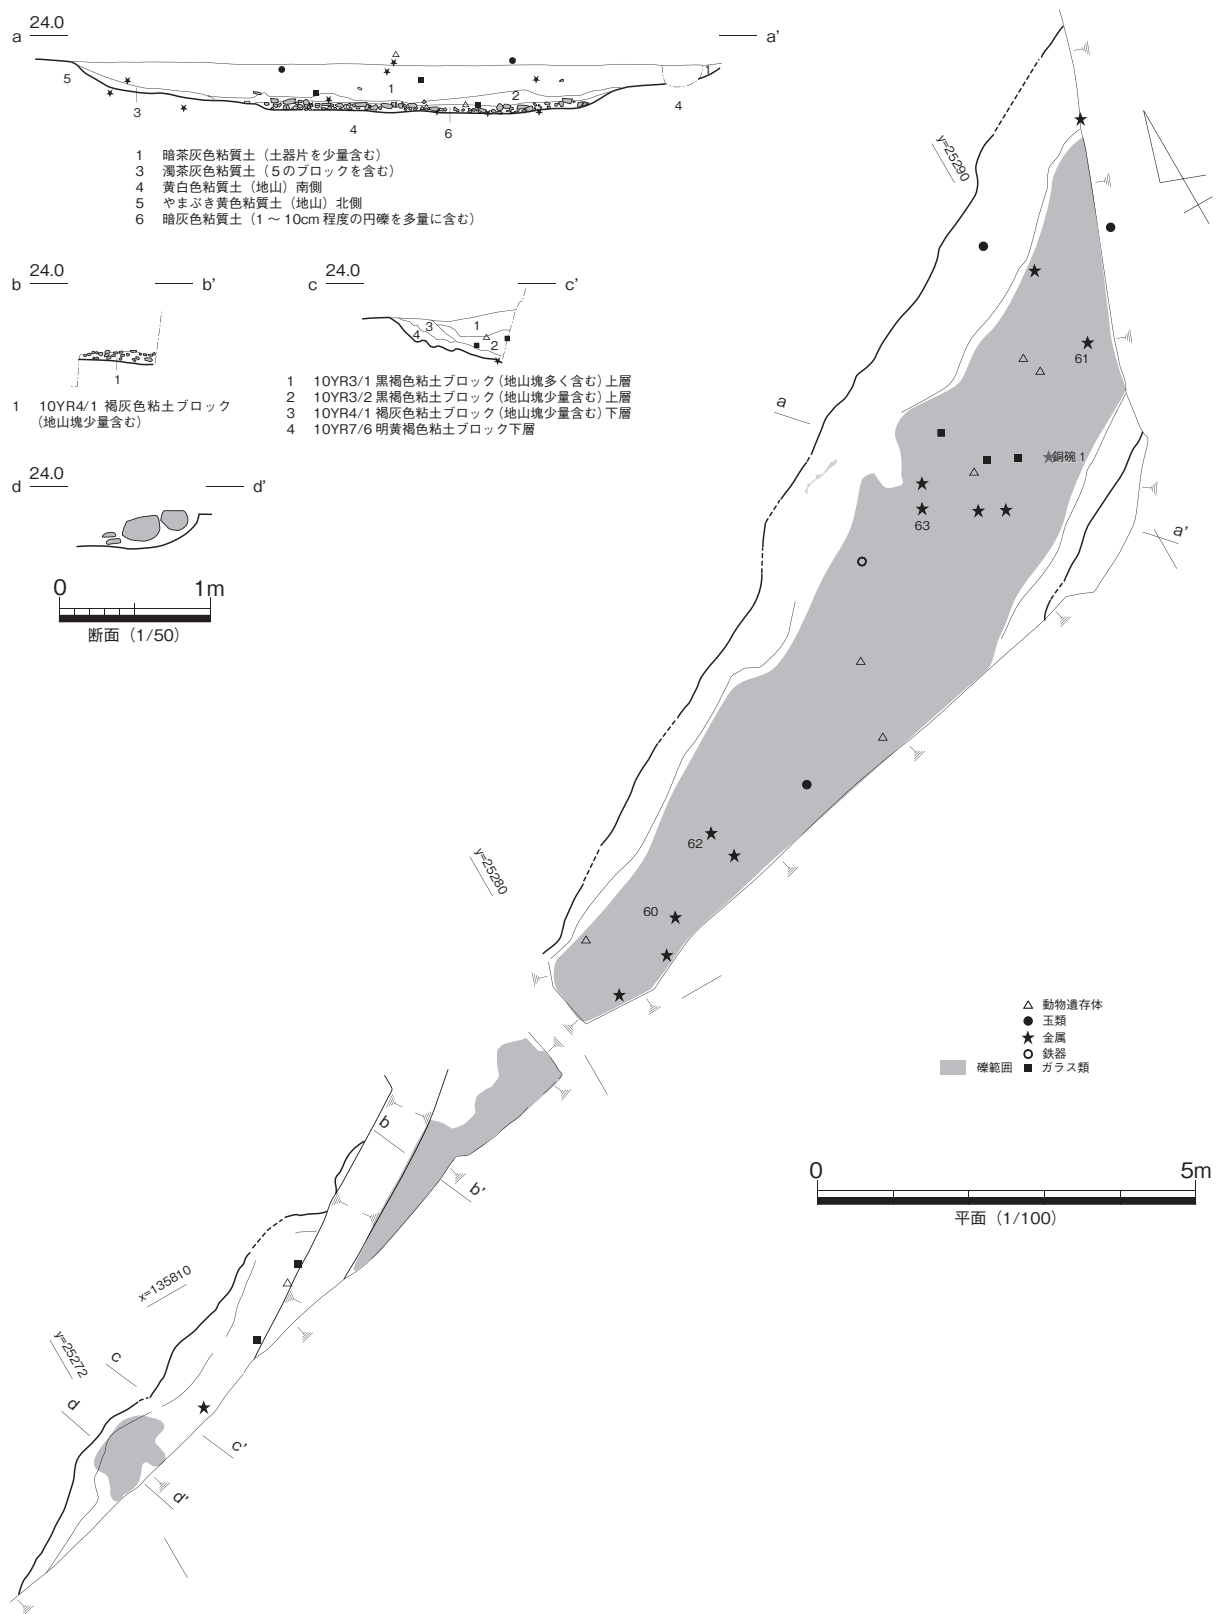 24.0
a a’
5
3
1
2
4
6
4
1
1 暗茶灰色粘質土（土器片を少量含む）
3 濁茶灰色粘質土（５のブロックを含む）
4 黄白色粘質土（地山）南側
5 やまぶき黄色粘質土（地山）北側
6 暗灰色粘質土（1 ～ 10cm 程度の円礫を多量に含む）
24.0
b b’
1
1 10YR4/1 褐灰色粘土ブロック
（地山塊少量含む）
24.0
c c’
4
3
1
2
1 10YR3/1 黒褐色粘土ブロック（地山塊多く含む）上層
2 10YR3/2 黒褐色粘土ブロック（地山塊少量含む）上層
3 10YR4/1 褐灰色粘土ブロック（地山塊少量含む）下層
4 10YR7/6 明黄褐色粘土ブロック下層
24.0
d d’
0 1m
断面（1/50）
y=25290
61
a
銅碗 1
63
a’
62
y=25280
60
動物遺存体
玉類
金属
鉄器
礫範囲 ガラス類
b
b’
0 5m
平面（1/100）
x=135810
y=25272
c
d
c’
d’